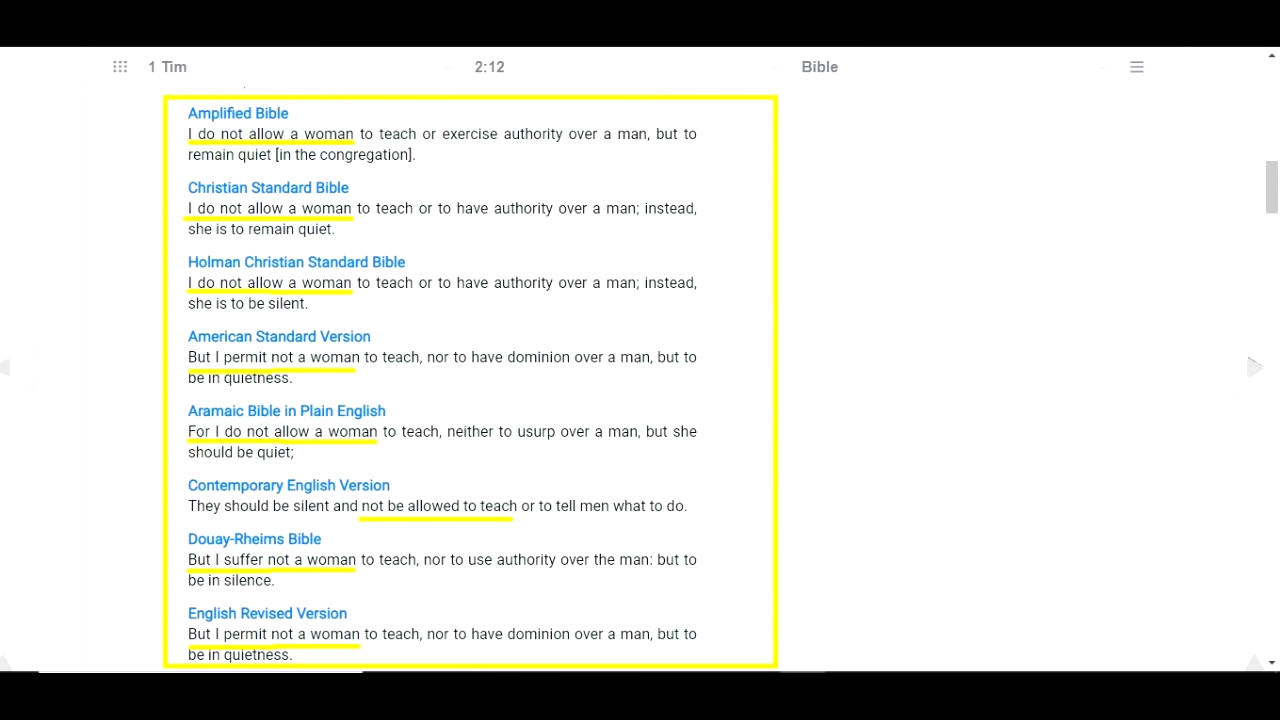 1 Tim 2:12 Bible
Amplified Bible
I do not allow a woman to teach or exercise authority over a man, but to
remain quiet [in the congregation].
Christian Standard Bible
I do not allow a woman to teach or to have authority over a man; instead,
she is to remain quiet.
Holman Christian Standard Bible
I do not allow a woman to teach or to have authority over a man; instead,
she is to be silent.
American Standard Version
But I permit not a woman to teach, nor to have dominion over a man, but to
be in quietness.
Aramaic Bible in Plain English
For I do not allow a woman to teach, neither to usurp over a man, but she
should be quiet;
Contemporary English Version
They should be silent and not be allowed to teach or to tell men what to do.
Douay-Rheims Bible
But I suffer not a woman to teach, nor to use authority over the man: but to
be in silence.
English Revised Version
But I permit not a woman to teach, nor to have dominion over a man, but to
be in quietness.